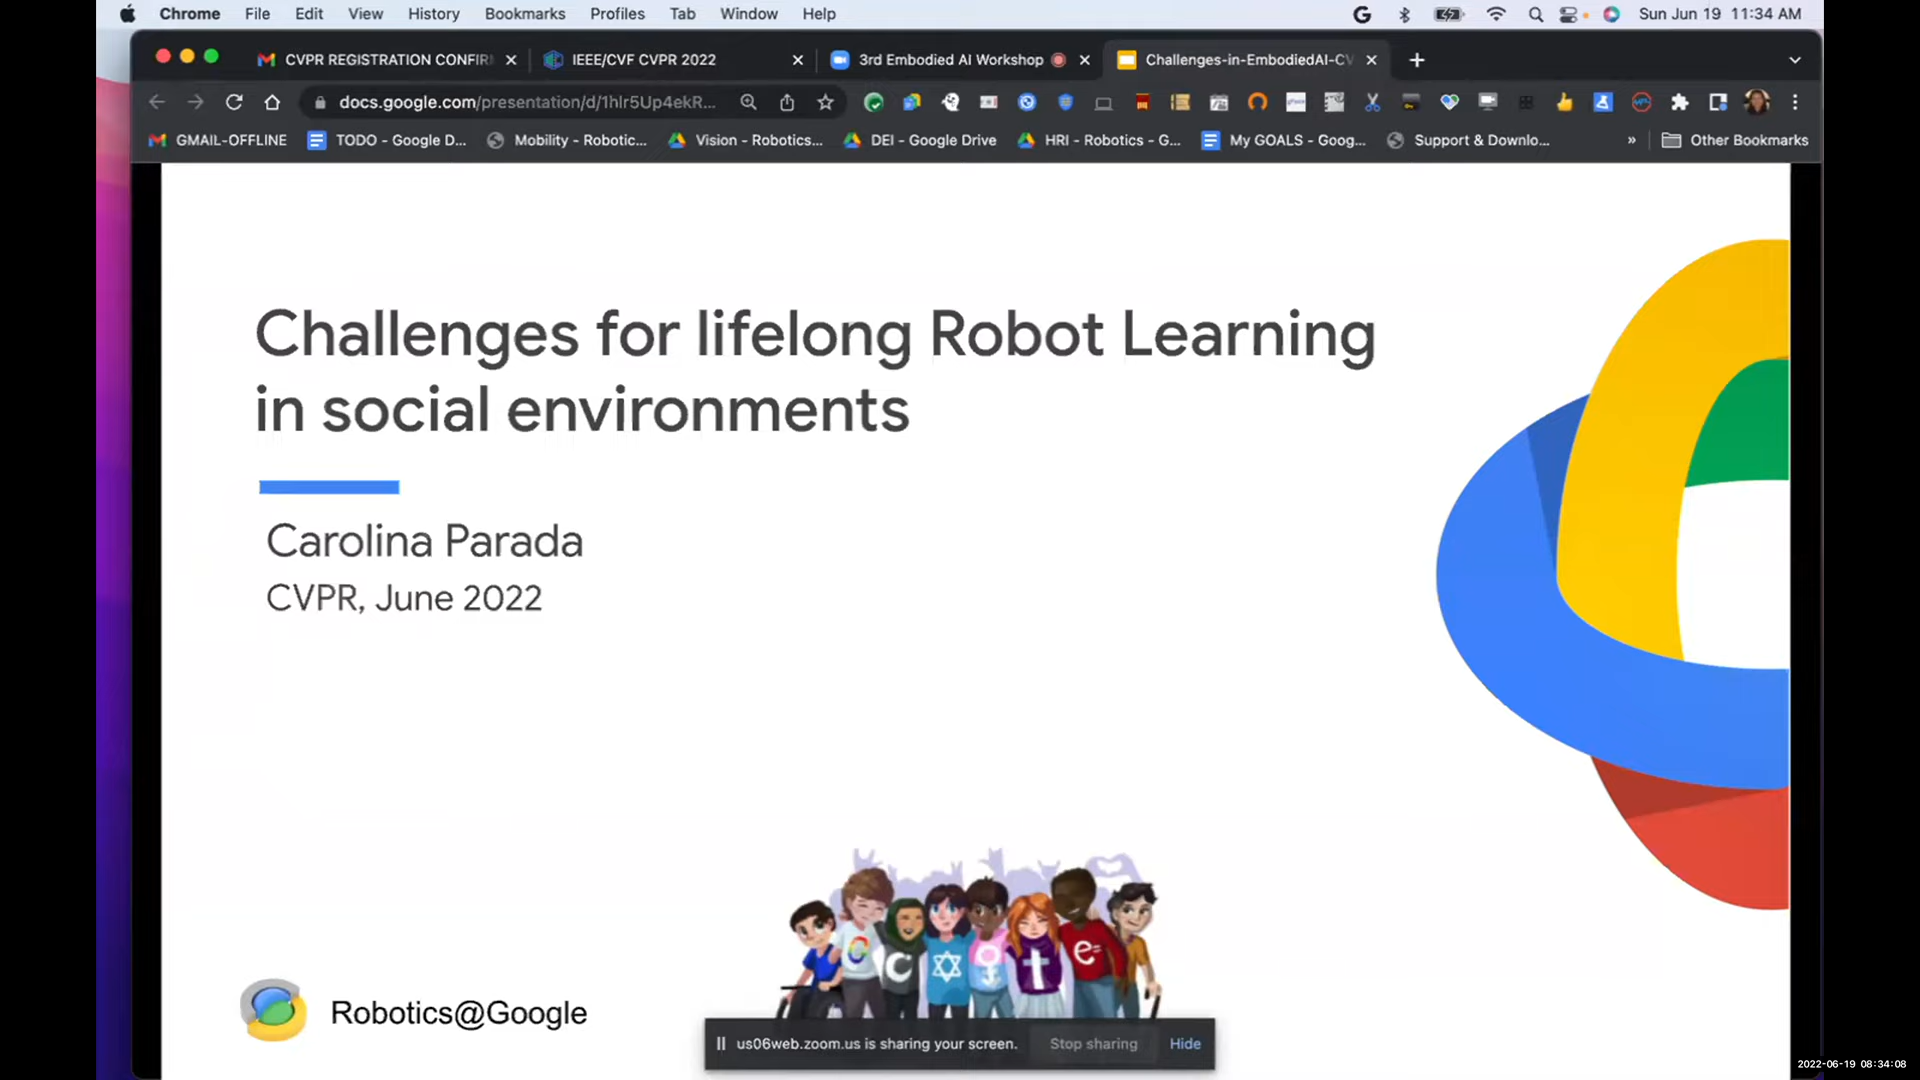 Chrome File Edit View History Bookmarks Profiles Tab Window Help Sun Jun 19 11:34 AM
CVPR REGISTRATION CONFIR IEEE/CVF CVPR 2022 3rd Embodied AI Workshop Challenges-in-EmbodiedAI-CV
docs.google.com/presentation/d/1hlr5Up4ekR...
GMAIL-OFFLINE TODO - Google D... Mobility - Robotic... Vision - Robotics... DEI - Google Drive HRI - Robotics - G... My GOALS - Goog... Support & Downlo... » Other Bookmarks
Challenges for lifelong Robot Learning
in social environments
Carolina Parada
CVPR, June 2022
Robotics@Google
us06web.zoom.us is sharing your screen. Stop sharing Hide
2022-06-19 08:34:08